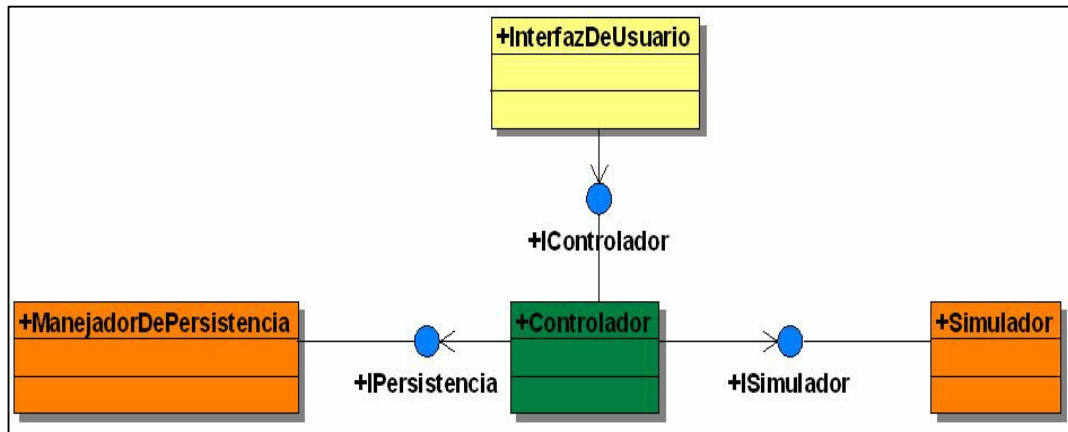 +InterfazDeUsuario
+IControlador
+ManejadorDePersistencia
+Controlador
+Simulador
+IPersistencia
+ISimulador